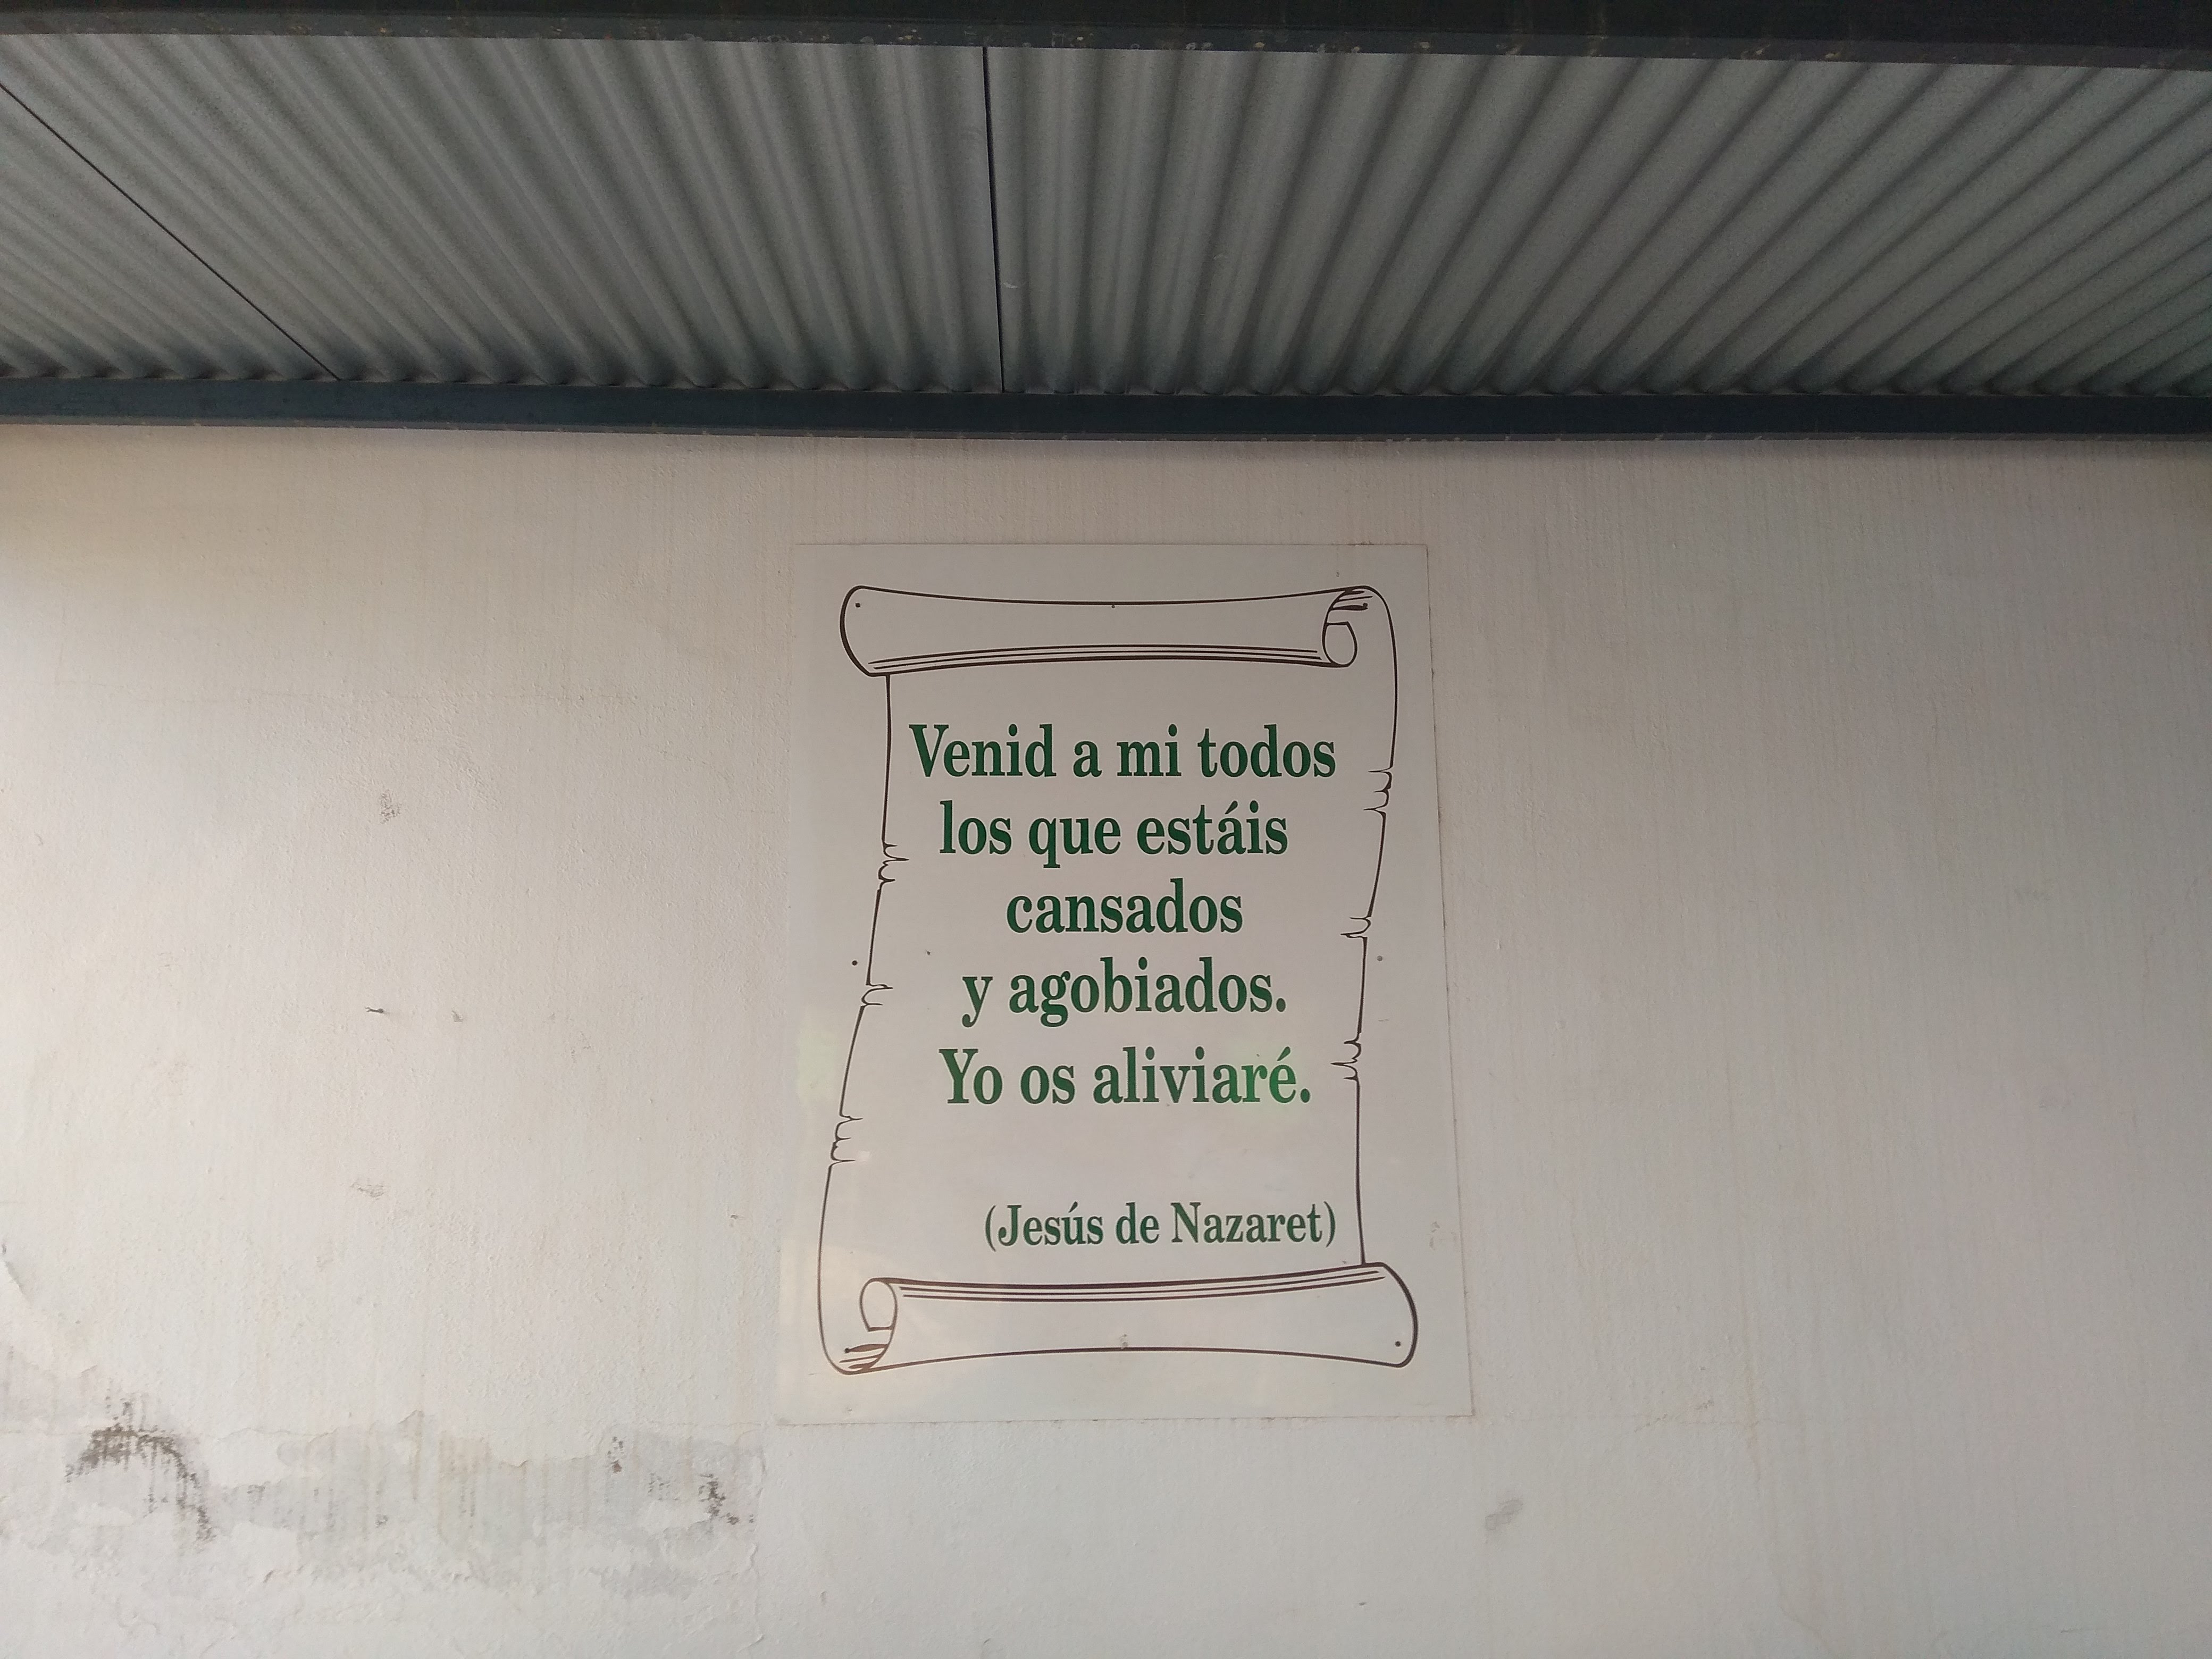 Venid a mi todos
los que estáis
cansados
y agobiados.
Yo os aliviaré.
(Jesús de Nazaret)